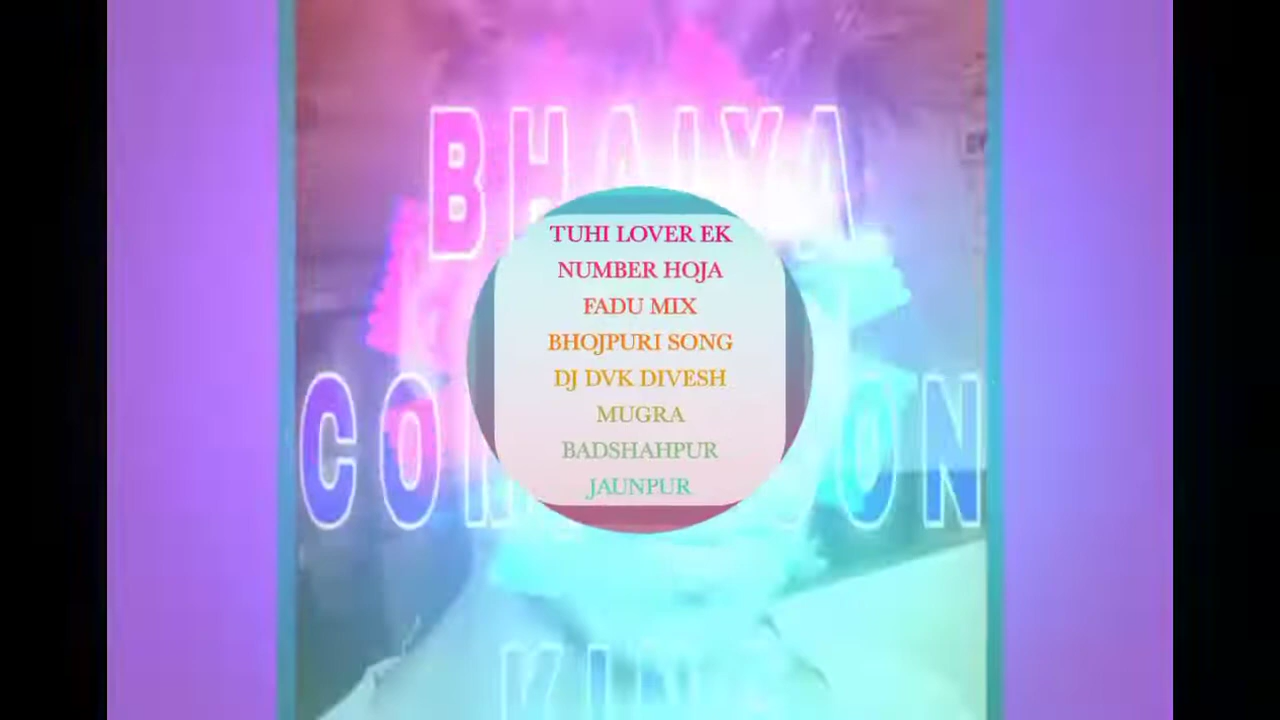 BHAIYA
TUHI LOVER EK
NUMBER HOJA
FADU MIX
BHOJPURI SONG
DJ DVK DIVESH
MUGRA
BADSHAHPUR
JAUNPUR